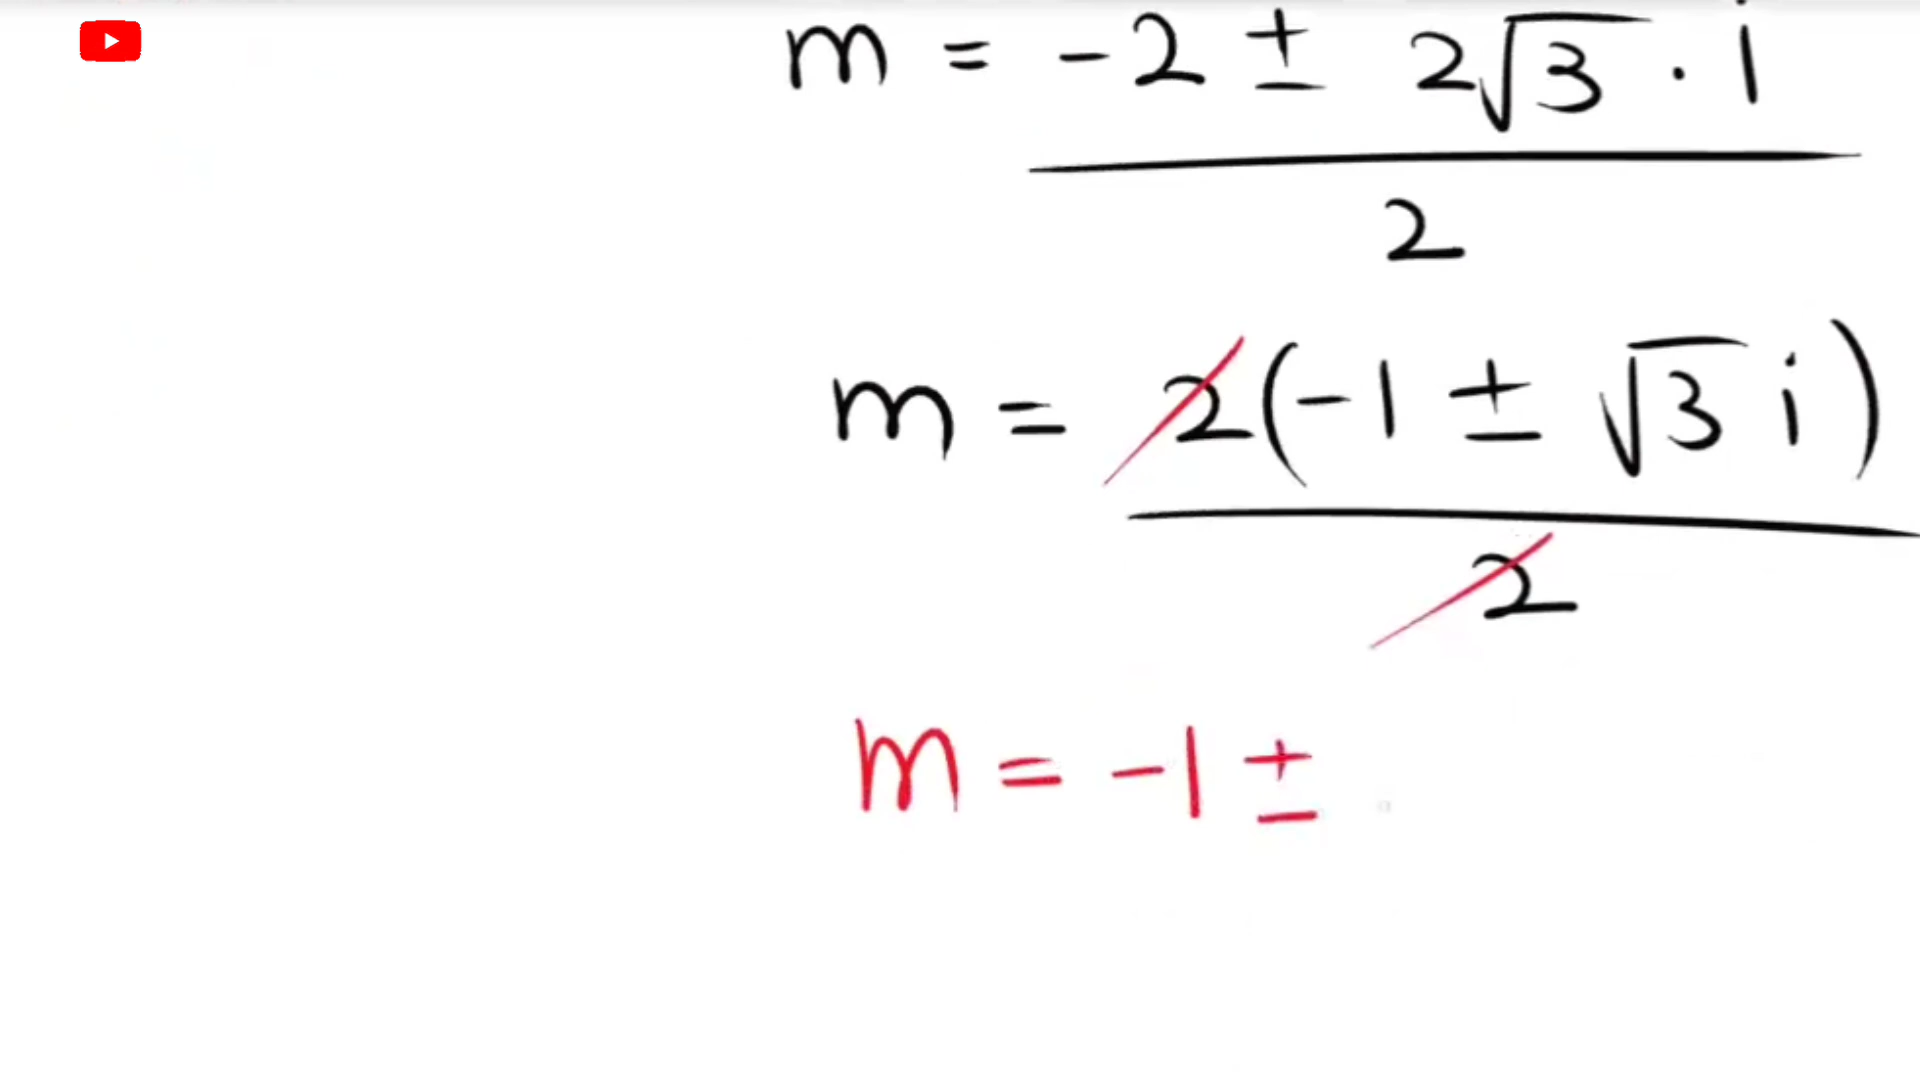 m = -2 ± 2√3 · i
2
m = 2(-1 ± √3 i)
2
m = -1 ±